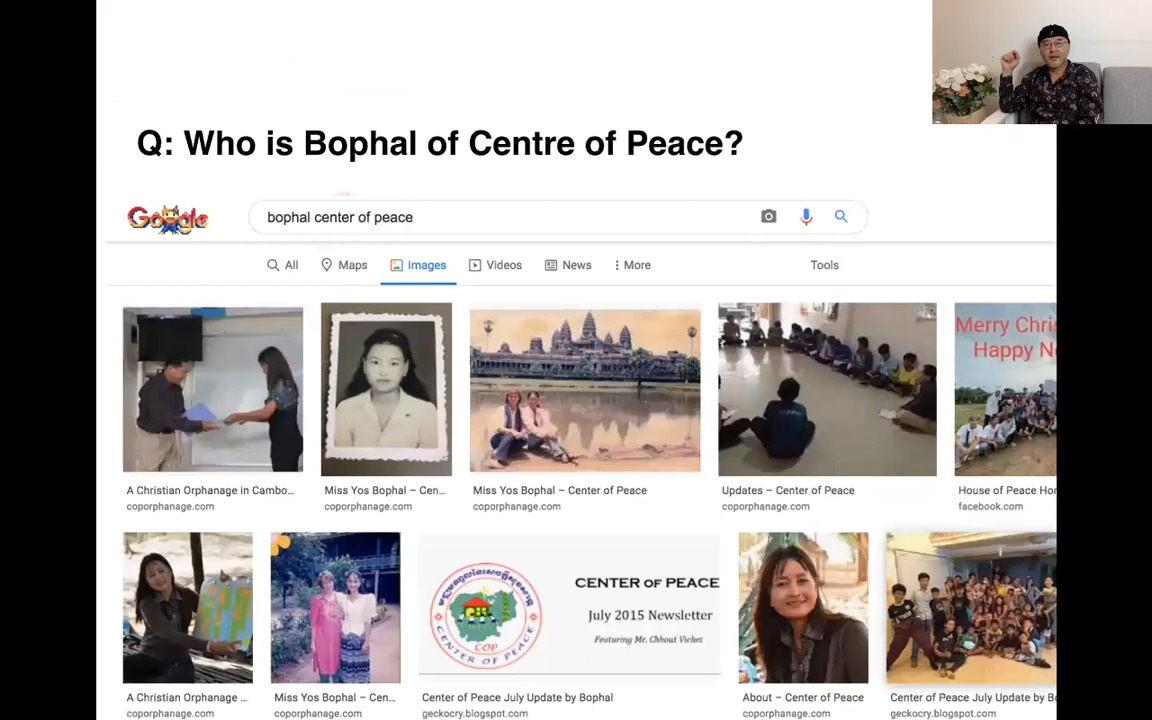 Q: Who is Bophal of Centre of Peace?
Google
bophal center of peace
All Maps Images Videos News More Tools
Merry Chri
Happy N
A Christian Orphanage in Cambo...
coporphanage.com
Miss Yos Bophal – Cen...
coporphanage.com
Miss Yos Bophal – Center of Peace
coporphanage.com
Updates – Center of Peace
coporphanage.com
House of Peace Hor
facebook.com
COP
CENTER OF PEACE
CENTER OF PEACE
July 2015 Newsletter
Featuring Mr. Chhout Vichet
A Christian Orphanage ...
coporphanage.com
Miss Yos Bophal – Cen...
coporphanage.com
Center of Peace July Update by Bophal
geckocry.blogspot.com
About – Center of Peace
coporphanage.com
Center of Peace July Update by Bo
geckocry.blogspot.com